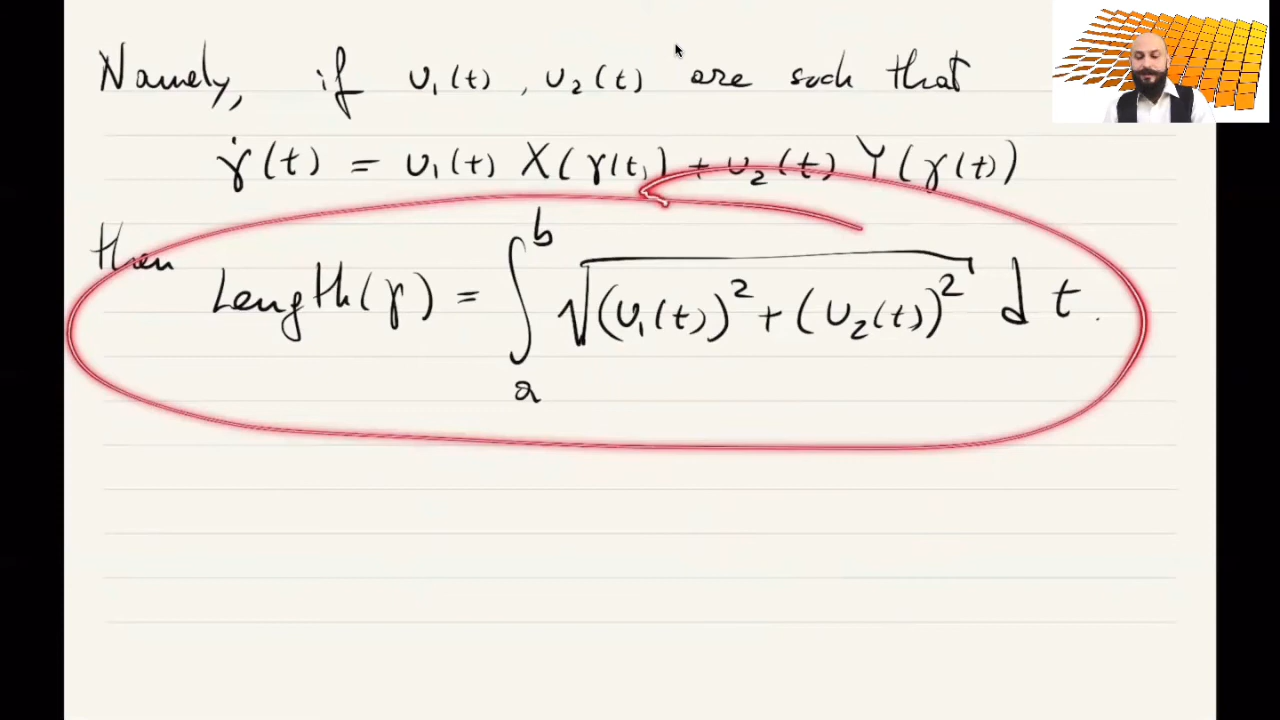 Namely, if u₁(t), u₂(t) are such that
γ̇(t) = u₁(t) X(γ(t)) + u₂(t) Y(γ(t))
then
Length(γ) = ∫ₐᵇ √((u₁(t))² + (u₂(t))²) dt.